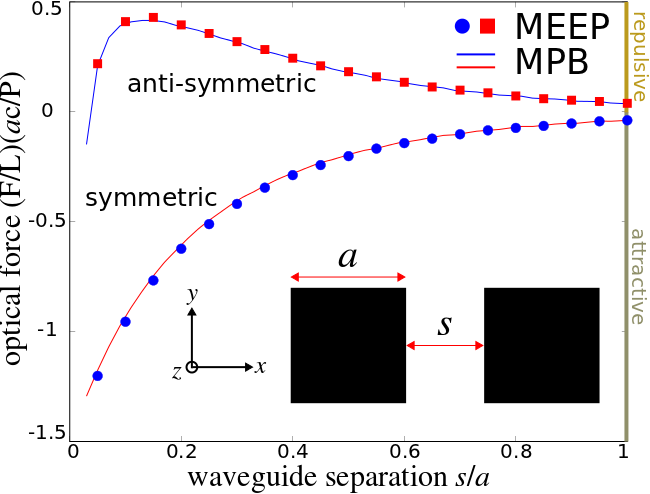 0.5
0
-0.5
-1
-1.5
optical force (F/L)(ac/P)
MEEP
MPB
anti-symmetric
symmetric
repulsive
attractive
a
s
y
z
x
0
0.2
0.4
0.6
0.8
1
waveguide separation s/a